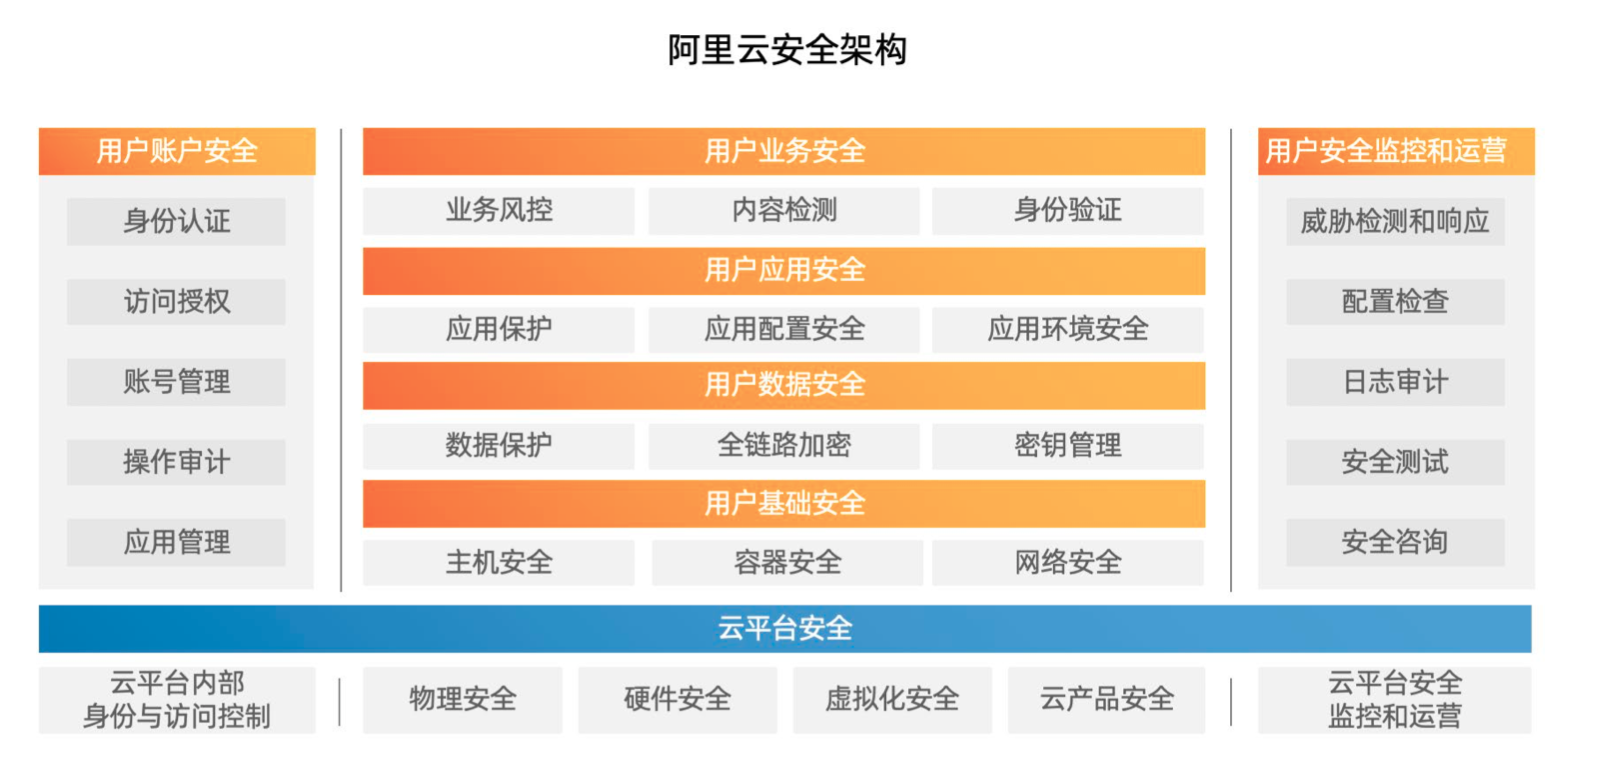 阿里云安全架构
用户账户安全
身份认证
访问授权
账号管理
操作审计
应用管理
用户业务安全
业务风控
内容检测
身份验证
用户应用安全
应用保护
应用配置安全
应用环境安全
用户数据安全
数据保护
全链路加密
密钥管理
用户基础安全
主机安全
容器安全
网络安全
用户安全监控和运营
威胁检测和响应
配置检查
日志审计
安全测试
安全咨询
云平台安全
云平台内部
身份与访问控制
物理安全
硬件安全
虚拟化安全
云产品安全
云平台安全
监控和运营